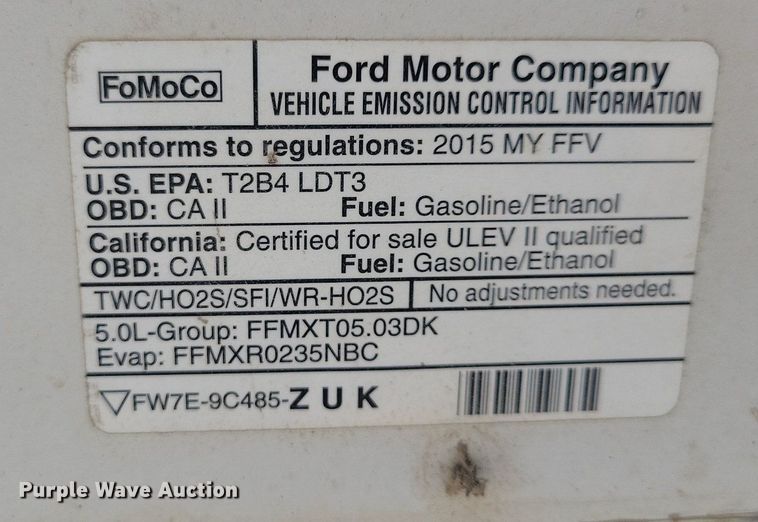 FoMoCo
Ford Motor Company
VEHICLE EMISSION CONTROL INFORMATION
Conforms to regulations: 2015 MY FFV
U.S. EPA: T2B4 LDT3
OBD: CA II Fuel: Gasoline/Ethanol
California: Certified for sale ULEV II qualified
OBD: CA II Fuel: Gasoline/Ethanol
TWC/HO2S/SFI/WR-HO2S No adjustments needed.
5.0L-Group: FFMXT05.03DK
Evap: FFMXR0235NBC
FW7E-9C485-Z U K
Purple Wave Auction